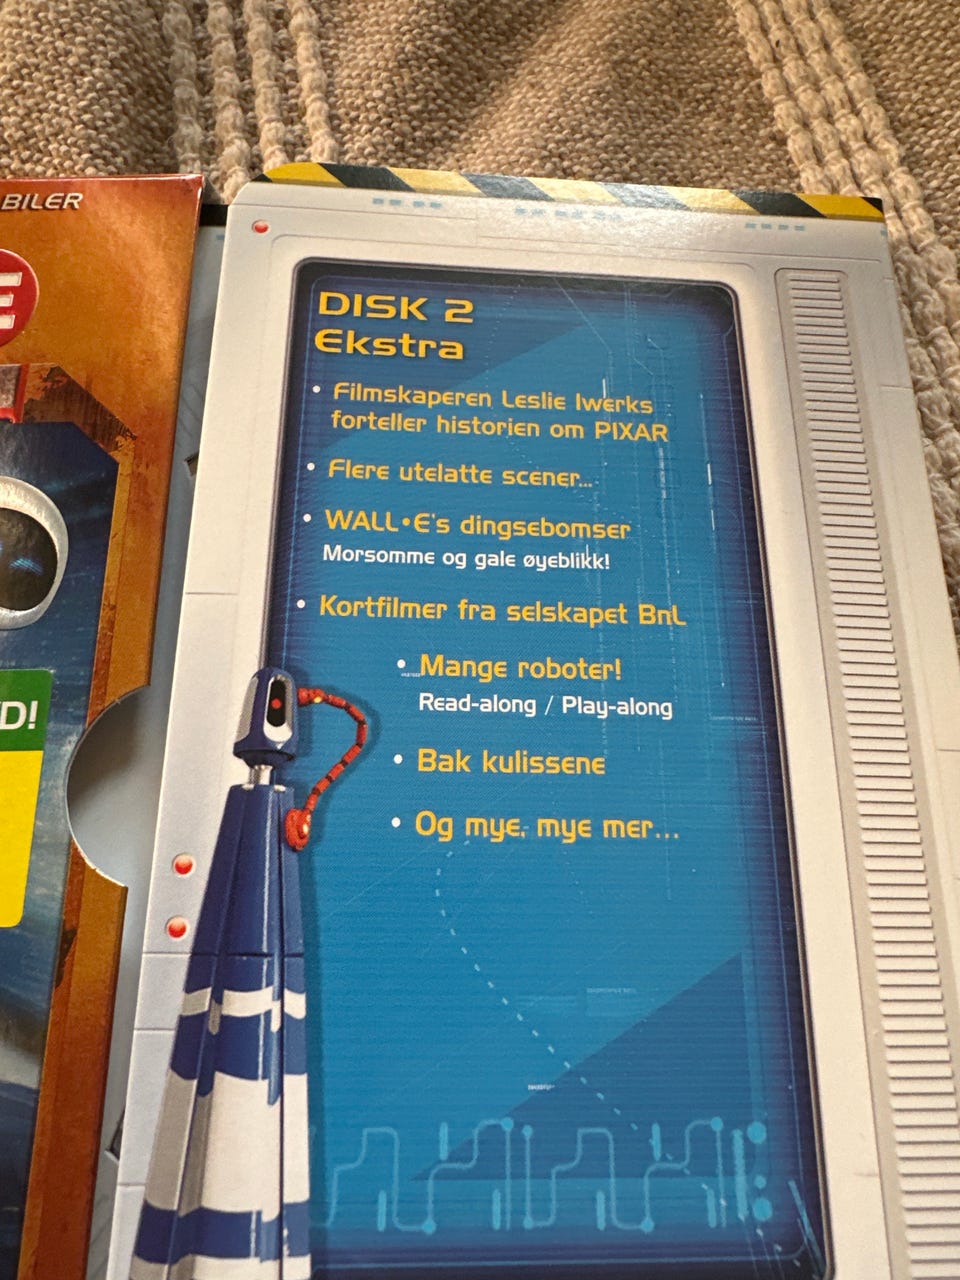 BILER
E
D!
DISK 2
Ekstra
• Filmskaperen Leslie Iwerks
forteller historien om PIXAR
• Flere utelatte scener...
• WALL•E's dingsebomser
Morsomme og gale øyeblikk!
• Kortfilmer fra selskapet BnL
• Mange roboter!
Read-along / Play-along
• Bak kulissene
• Og mye, mye mer...